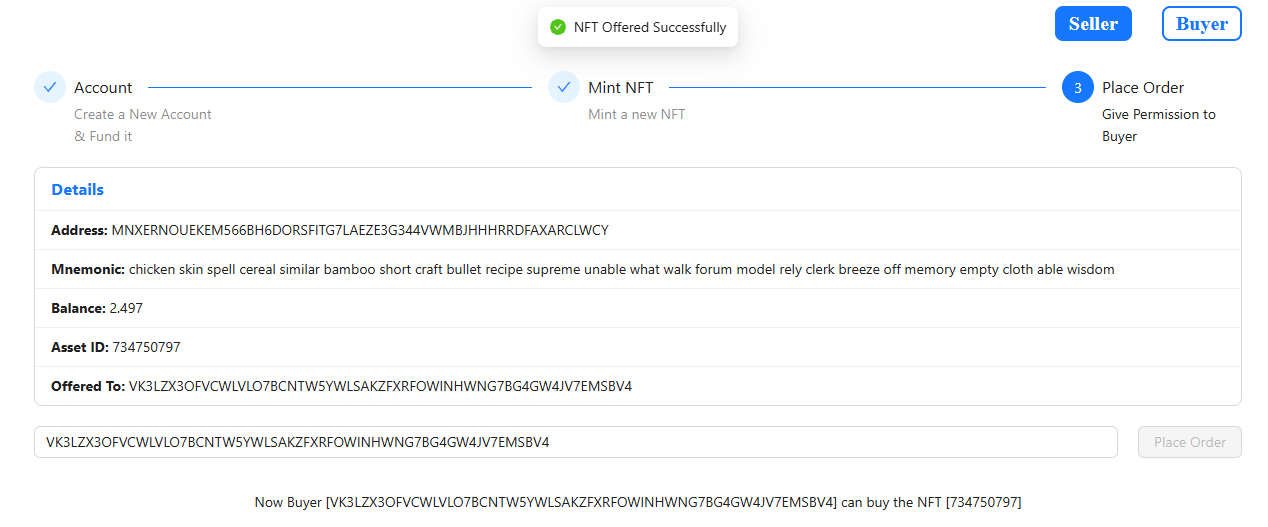 NFT Offered Successfully
Seller
Buyer
Account
Create a New Account
& Fund it
Mint NFT
Mint a new NFT
3
Place Order
Give Permission to
Buyer
Details
Address: MNXERNOUEKEM566BH6DORSFITG7LAEZE3G344VWMBJHHHRRDFAXARCLWCY
Mnemonic: chicken skin spell cereal similar bamboo short craft bullet recipe supreme unable what walk forum model rely clerk breeze off memory empty cloth able wisdom
Balance: 2.497
Asset ID: 734750797
Offered To: VK3LZX3OFVCWLVLO7BCNTW5YWLSAKZFXRFOWINHWNG7BG4GW4JV7EMSBV4
VK3LZX3OFVCWLVLO7BCNTW5YWLSAKZFXRFOWINHWNG7BG4GW4JV7EMSBV4
Place Order
Now Buyer [VK3LZX3OFVCWLVLO7BCNTW5YWLSAKZFXRFOWINHWNG7BG4GW4JV7EMSBV4] can buy the NFT [734750797]